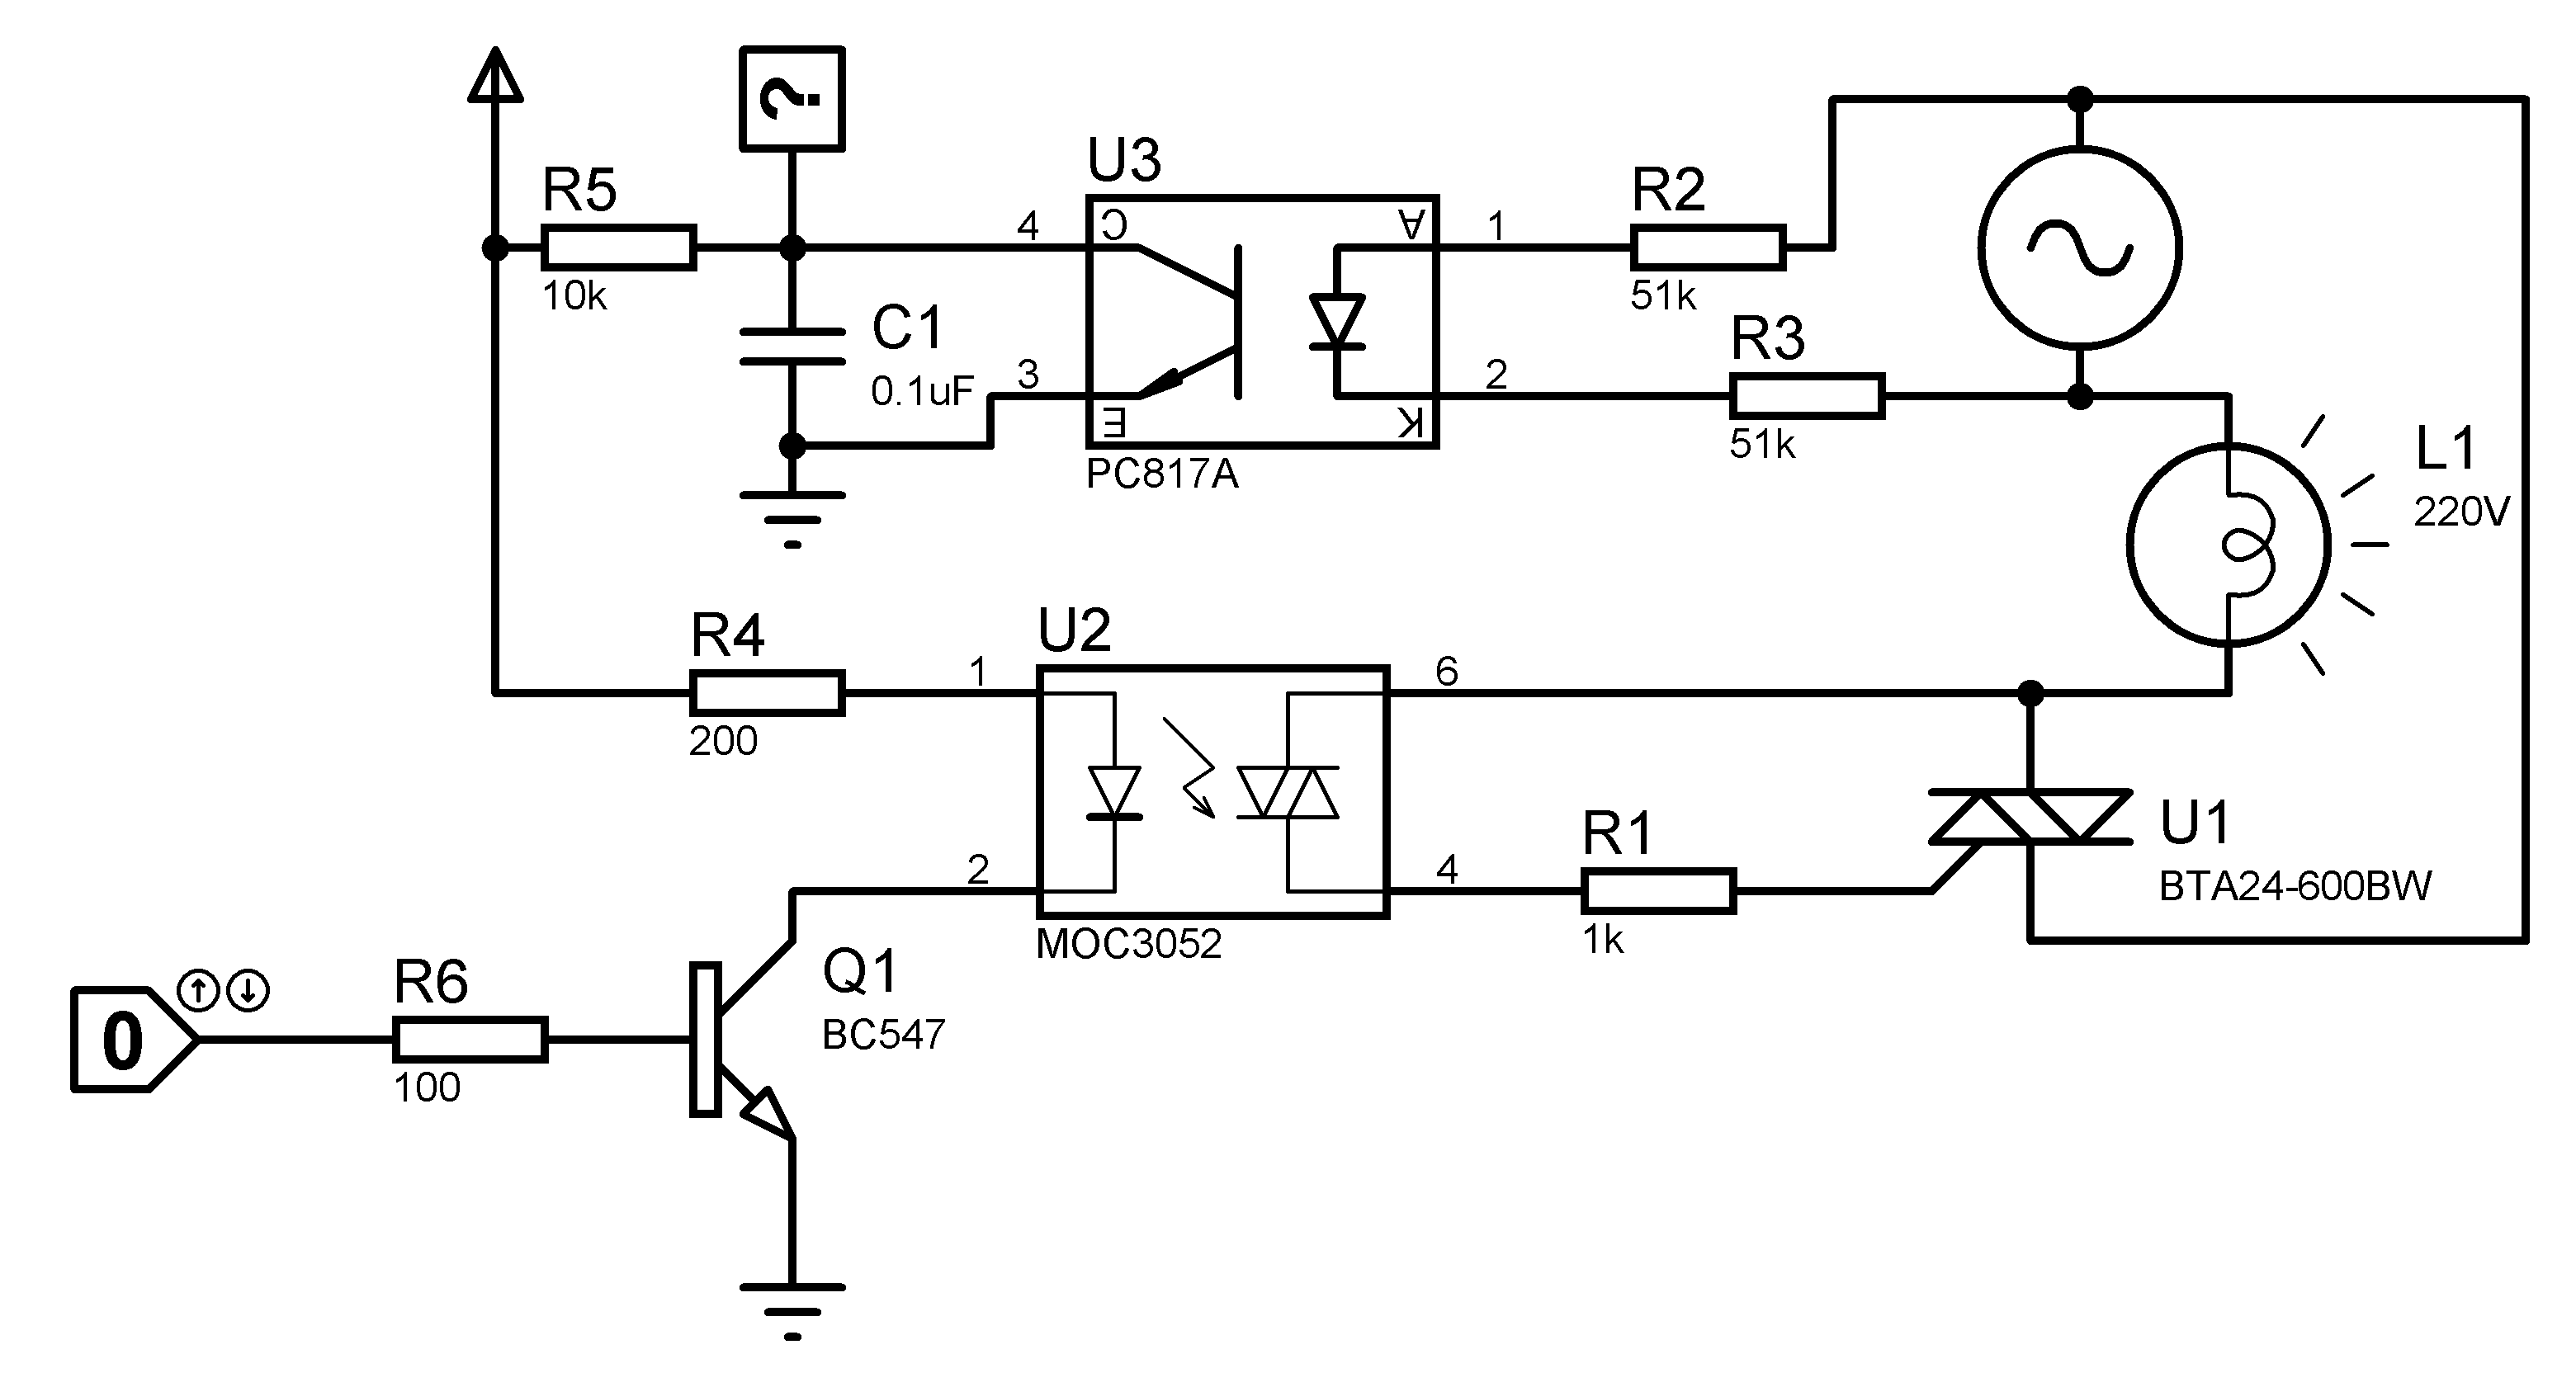 ?
U3
R2
R5
4
C
A
1
R3
10k
51k
C1
3
2
0.1uF
E
K
51k
L1
PC817A
220V
U2
R4
1
6
200
U1
R1
2
4
BTA24-600BW
MOC3052
1k
Q1
R6
0
BC547
100